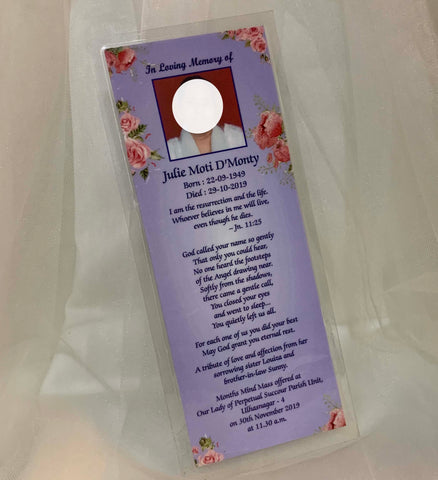 In Loving Memory of
Julie Moti D'Monty
Born : 22-09-1949
Died : 29-10-2019
I am the resurrection and the life.
Whoever believes in me will live,
even though he dies.
– Jn. 11:25
God called your name so gently
That only you could hear,
No one heard the footsteps
of the Angel drawing near.
Softly from the shadows,
there came a gentle call,
You closed your eyes
and went to sleep...
You quietly left us all.
For each one of us you did your best
May God grant you eternal rest.
A tribute of love and affection from her
sorrowing sister Louiza and
brother-in-law Sunny.
Months Mind Mass offered at
Our Lady of Perpetual Succour Parish Unit,
Ulhasnagar - 4
on 30th November 2019
at 11.30 a.m.